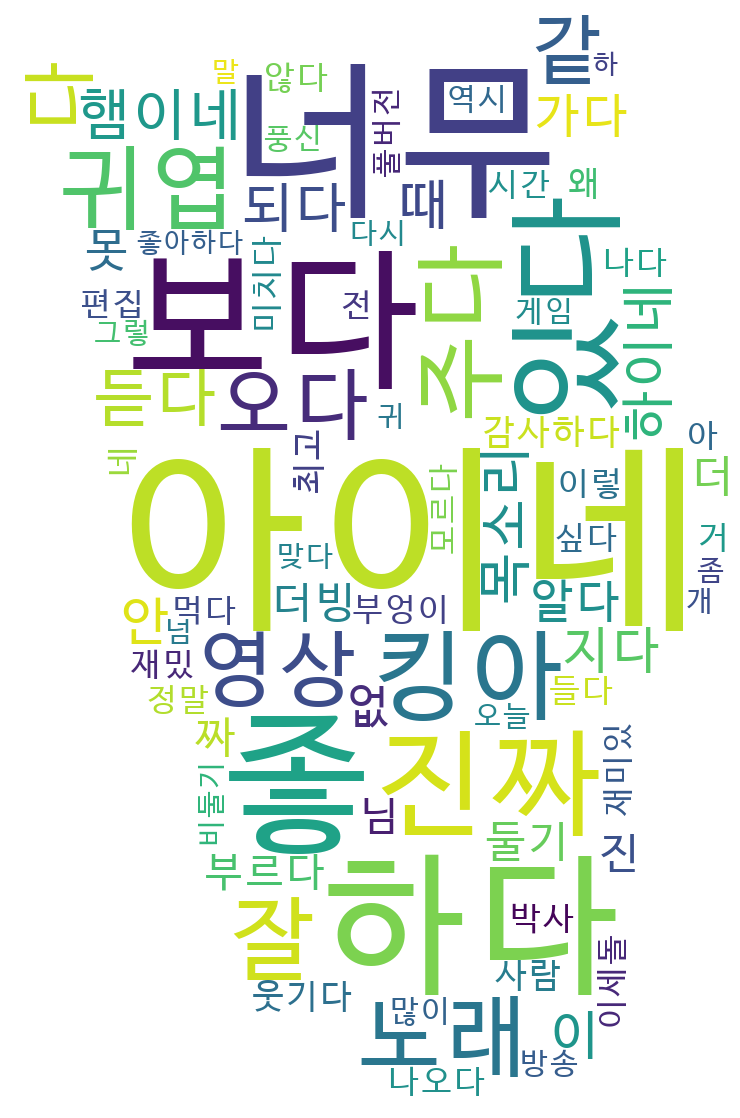 같
하
다
말
않다
너무
햄이네
풀버전
역시
가다
풍신
귀엽
되다
때
시간
왜
못
좋아하다
다시
있다
미치다
주다
나다
보다
편집
전
게임
하이네
그렇
듣다
오다
귀
감사하다
아
네
최고
아이네
모르다
목소리
이렇
더
싶다
거
맞다
좀
안
먹다
더빙
부엉이
알다
개
넘
재밌
영상
킹아
지다
정말
없
오늘
들다
짜
좋
진짜
재미있
비둘기
님
둘기
진
부르다
하다
잘
박사
사람
이세돌
웃기다
많이
노래
이
방송
나오다